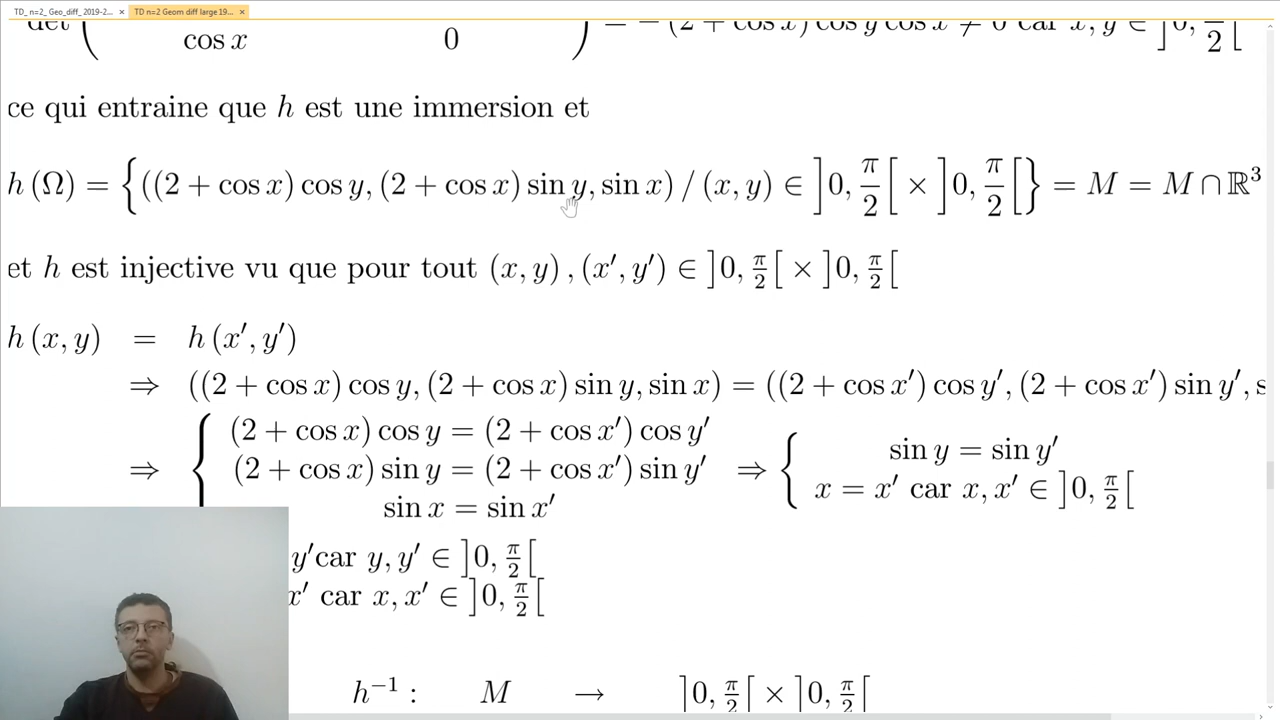 TD_ n=2_ Geo_diff_ 2019-2... ×
TD n=2 Geom diff large 19... ×
det ( cos x 0 ) = − (2 + cos x) cos y cos x ≠ 0 car x, y ∈ ]0, π/2[
ce qui entraine que h est une immersion et
h (Ω) = {((2 + cos x) cos y, (2 + cos x) sin y, sin x) / (x, y) ∈ ]0, π/2[ × ]0, π/2[} = M = M ∩ ℝ³
et h est injective vu que pour tout (x, y) , (x′, y′) ∈ ]0, π/2[ × ]0, π/2[
h (x, y) = h (x′, y′)
⇒ ((2 + cos x) cos y, (2 + cos x) sin y, sin x) = ((2 + cos x′) cos y′, (2 + cos x′) sin y′, s
⇒ { (2 + cos x) cos y = (2 + cos x′) cos y′
(2 + cos x) sin y = (2 + cos x′) sin y′
sin x = sin x′
⇒ { sin y = sin y′
x = x′ car x, x′ ∈ ]0, π/2[
y′car y, y′ ∈ ]0, π/2[
x′ car x, x′ ∈ ]0, π/2[
h⁻¹ : M → ]0, π/2[ × ]0, π/2[